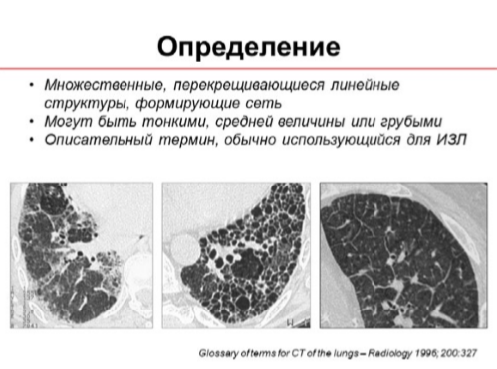 Определение
• Множественные, перекрещивающиеся линейные
структуры, формирующие сеть
• Могут быть тонкими, средней величины или грубыми
• Описательный термин, обычно использующийся для ИЗЛ
Glossary of terms for CT of the lungs – Radiology 1996; 200:327